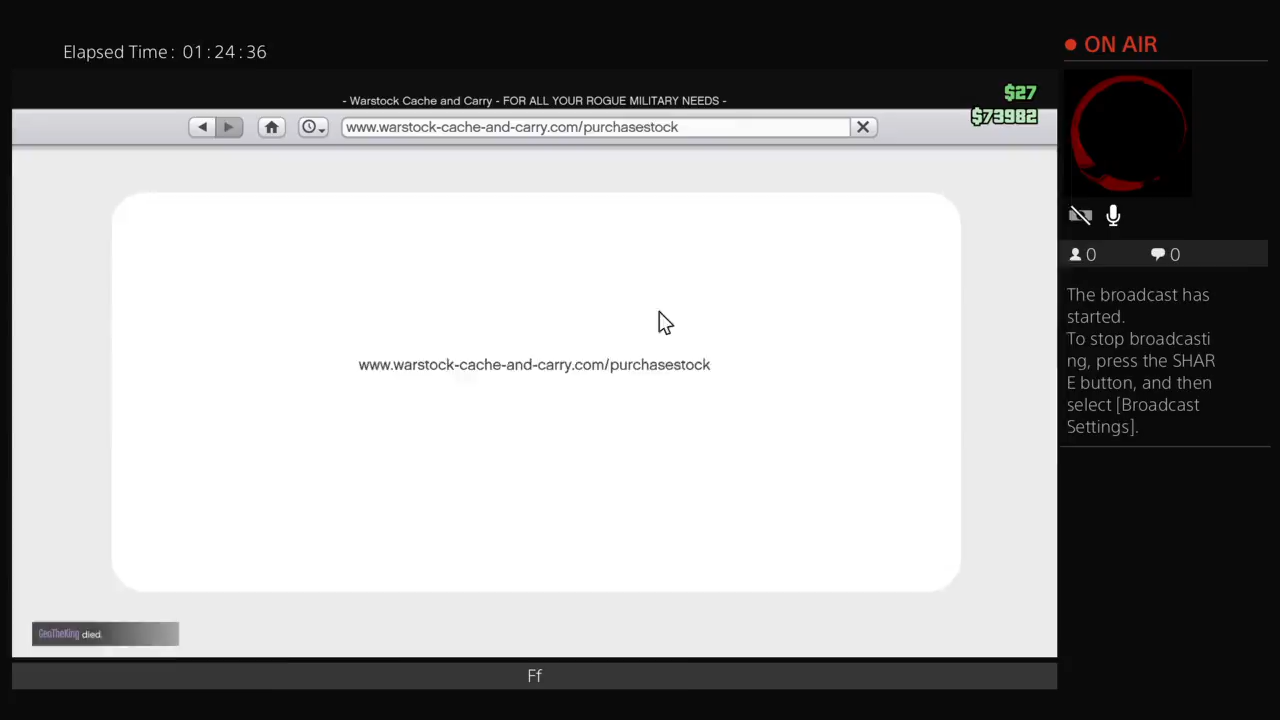 Elapsed Time: 01:24:36
ON AIR
- Warstock Cache and Carry - FOR ALL YOUR ROGUE MILITARY NEEDS -
$27
$73982
www.warstock-cache-and-carry.com/purchasestock
0
0
The broadcast has
started.
To stop broadcasti
ng, press the SHAR
E button, and then
select [Broadcast
Settings].
www.warstock-cache-and-carry.com/purchasestock
GeoTheKing died.
Ff